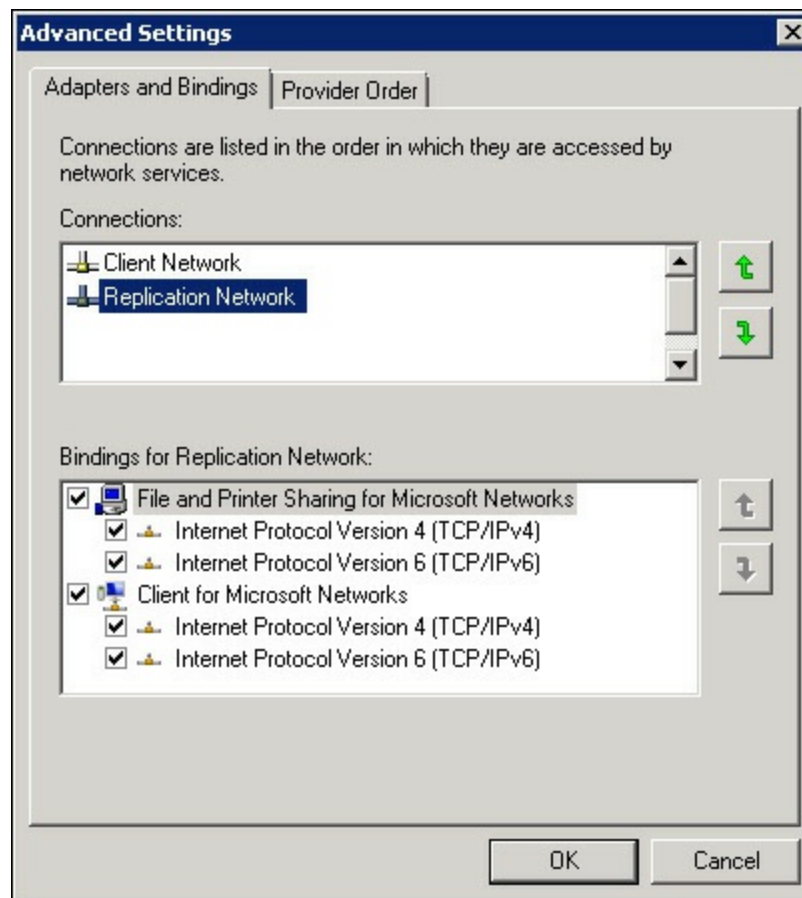 Advanced Settings
Adapters and Bindings
Provider Order
Connections are listed in the order in which they are accessed by
network services.
Connections:
Client Network
Replication Network
Bindings for Replication Network:
File and Printer Sharing for Microsoft Networks
Internet Protocol Version 4 (TCP/IPv4)
Internet Protocol Version 6 (TCP/IPv6)
Client for Microsoft Networks
Internet Protocol Version 4 (TCP/IPv4)
Internet Protocol Version 6 (TCP/IPv6)
OK
Cancel